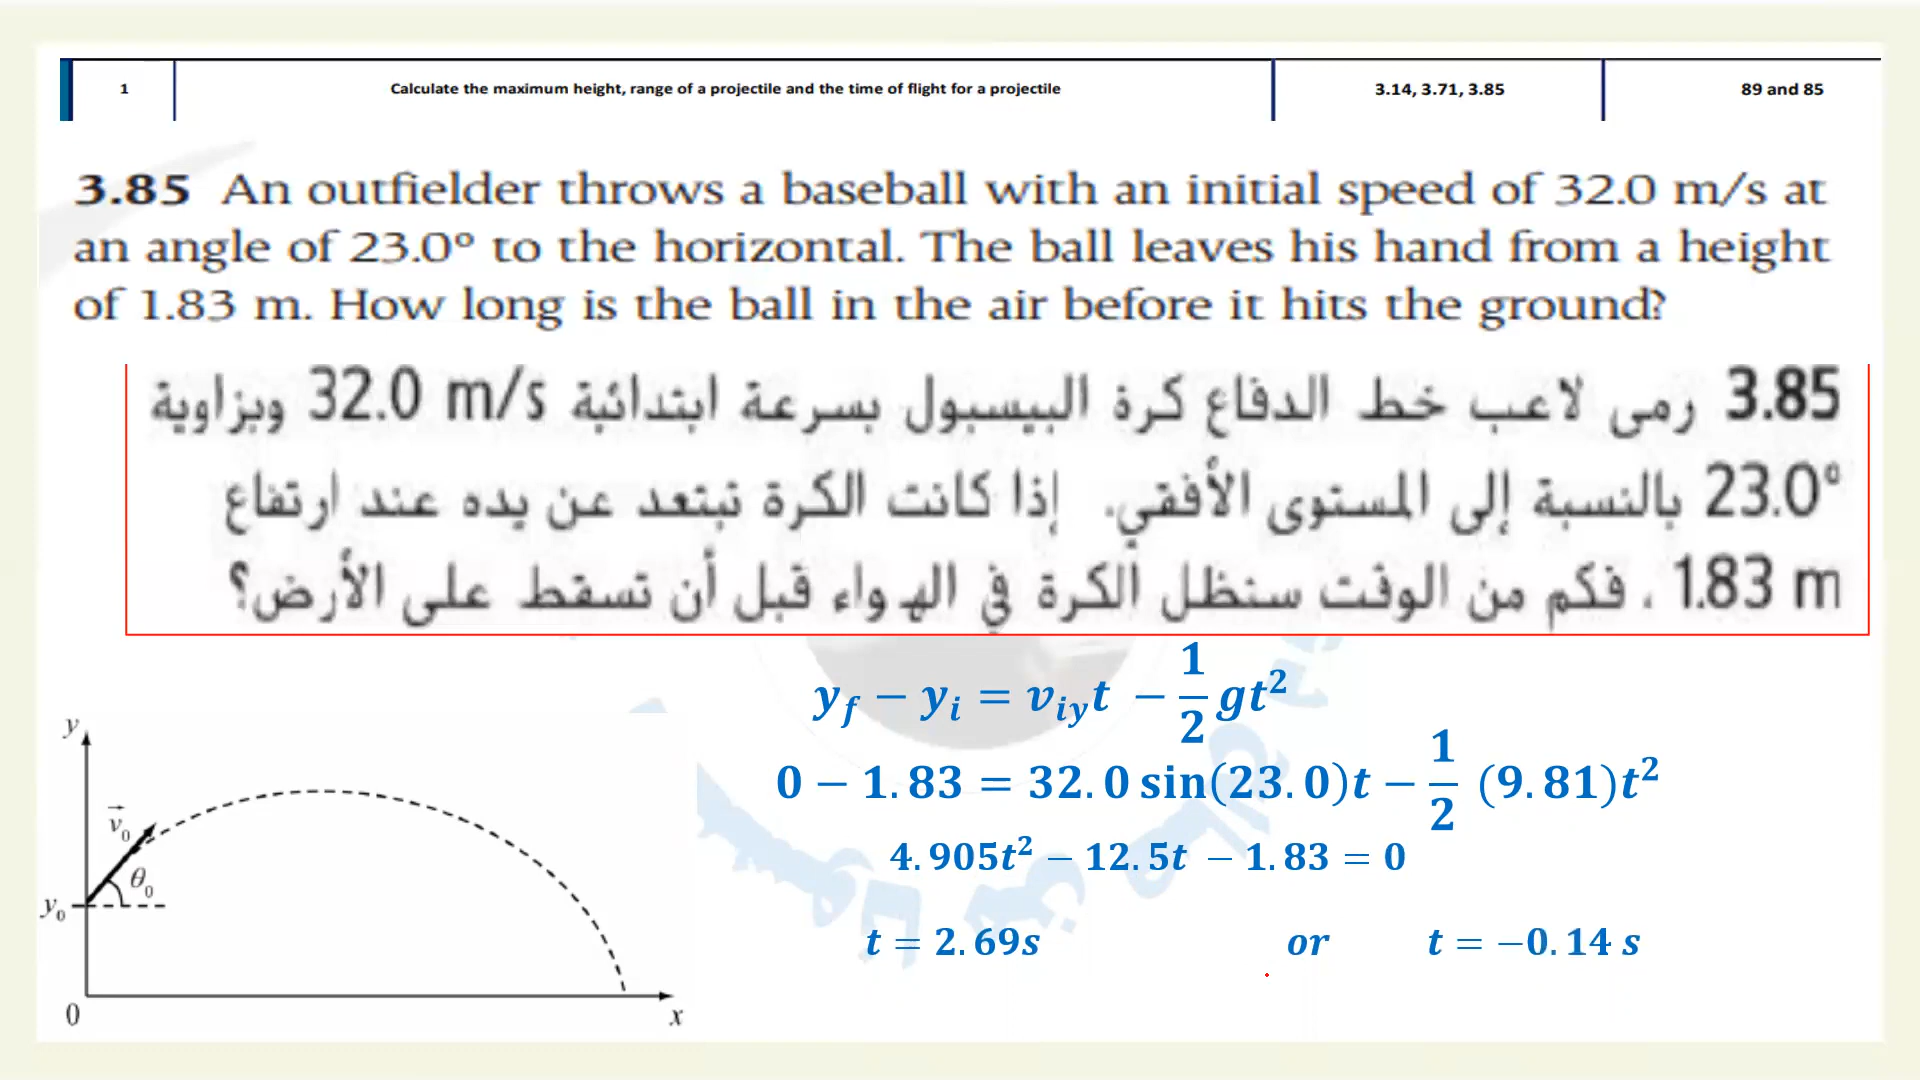 1 Calculate the maximum height, range of a projectile and the time of flight for a projectile 3.14, 3.71, 3.85 89 and 85
3.85 An outfielder throws a baseball with an initial speed of 32.0 m/s at
an angle of 23.0° to the horizontal. The ball leaves his hand from a height
of 1.83 m. How long is the ball in the air before it hits the ground?
3.85 رمى لاعب خط الدفاع كرة البيسبول بسرعة ابتدائية 32.0 m/s وبزاوية
23.0° بالنسبة إلى المستوى الأفقي. إذا كانت الكرة تبتعد عن يده عند ارتفاع
1.83 m، فكم من الوقت ستظل الكرة في الهواء قبل أن تسقط على الأرض؟
y_f − y_i = v_{iy}t − \frac{1}{2} gt²
0 − 1.83 = 32.0 sin(23.0)t − \frac{1}{2} (9.81)t²
4.905t² − 12.5t − 1.83 = 0
t = 2.69s or t = −0.14 s
y
v₀
θ₀
y₀
0
x